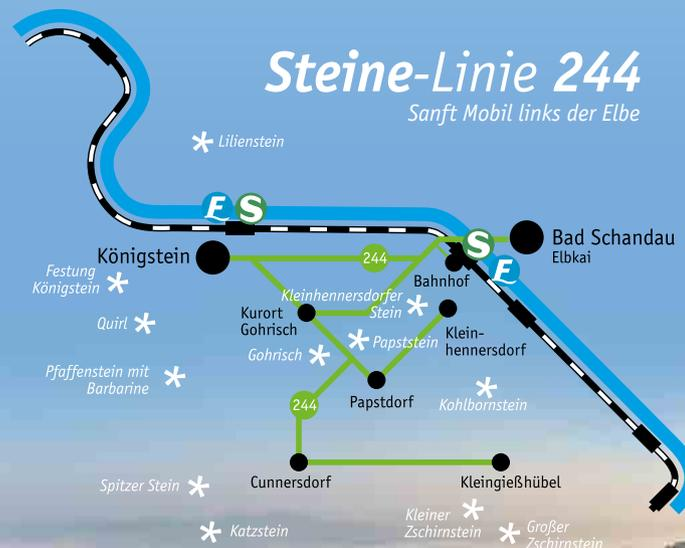 Steine-Linie 244
Sanft Mobil links der Elbe
Lilienstein
F
S
Bad Schandau
Elbkai
S
F
Königstein
244
Bahnhof
Festung
Königstein
Kleinhennersdorfer
Stein
Quirl
Kurort
Gohrisch
Klein-
hennersdorf
Papststein
Gohrisch
Pfaffenstein mit
Barbarine
Papstdorf
Kohlbornstein
244
Cunnersdorf
Kleingießhübel
Spitzer Stein
Katzstein
Kleiner
Zschirnstein
Großer
Zschirnstein